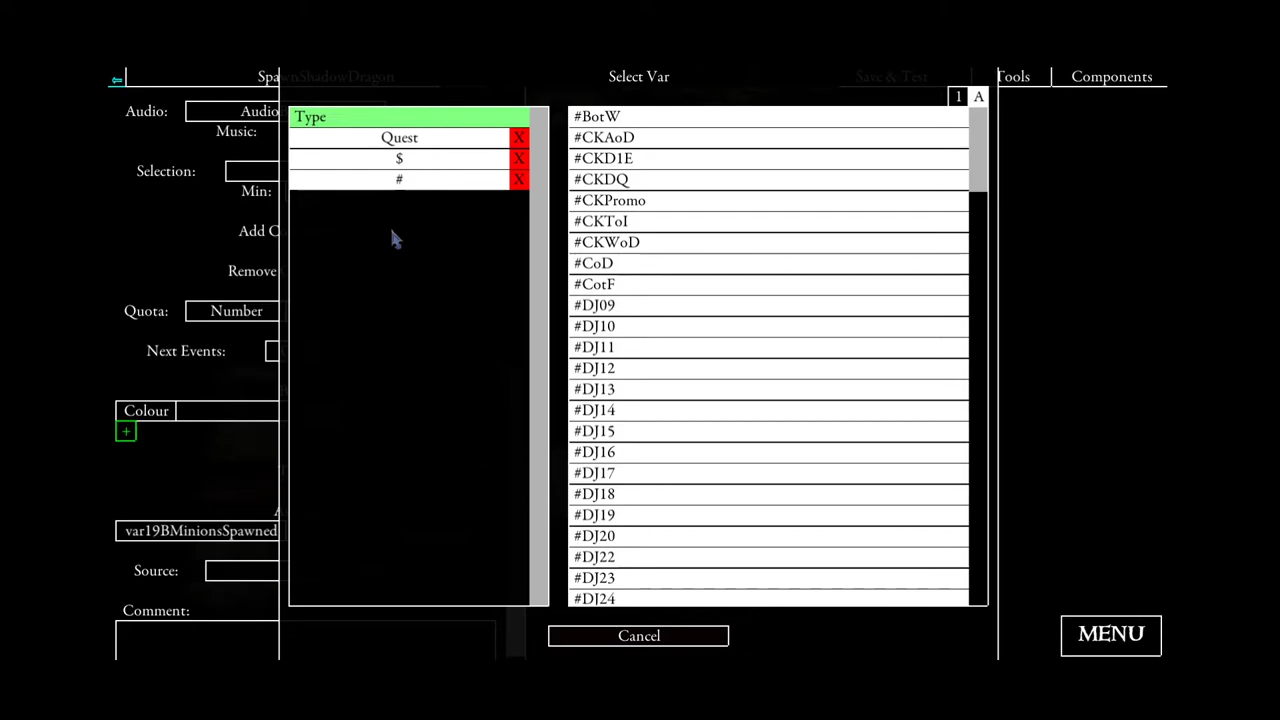 ⇐ SpawnShadowDragon Select Var Save & Test Tools Components
1 A
Audio: Audio
Music:
Selection:
Min:
Add C
Remove
Quota: Number
Next Events:
Colour
+
var19BMinionsSpawned
Source:
Comment:
Type
Quest X
$ X
# X
#BotW
#CKAoD
#CKD1E
#CKDQ
#CKPromo
#CKToI
#CKWoD
#CoD
#CotF
#DJ09
#DJ10
#DJ11
#DJ12
#DJ13
#DJ14
#DJ15
#DJ16
#DJ17
#DJ18
#DJ19
#DJ20
#DJ22
#DJ23
#DJ24
Cancel
MENU